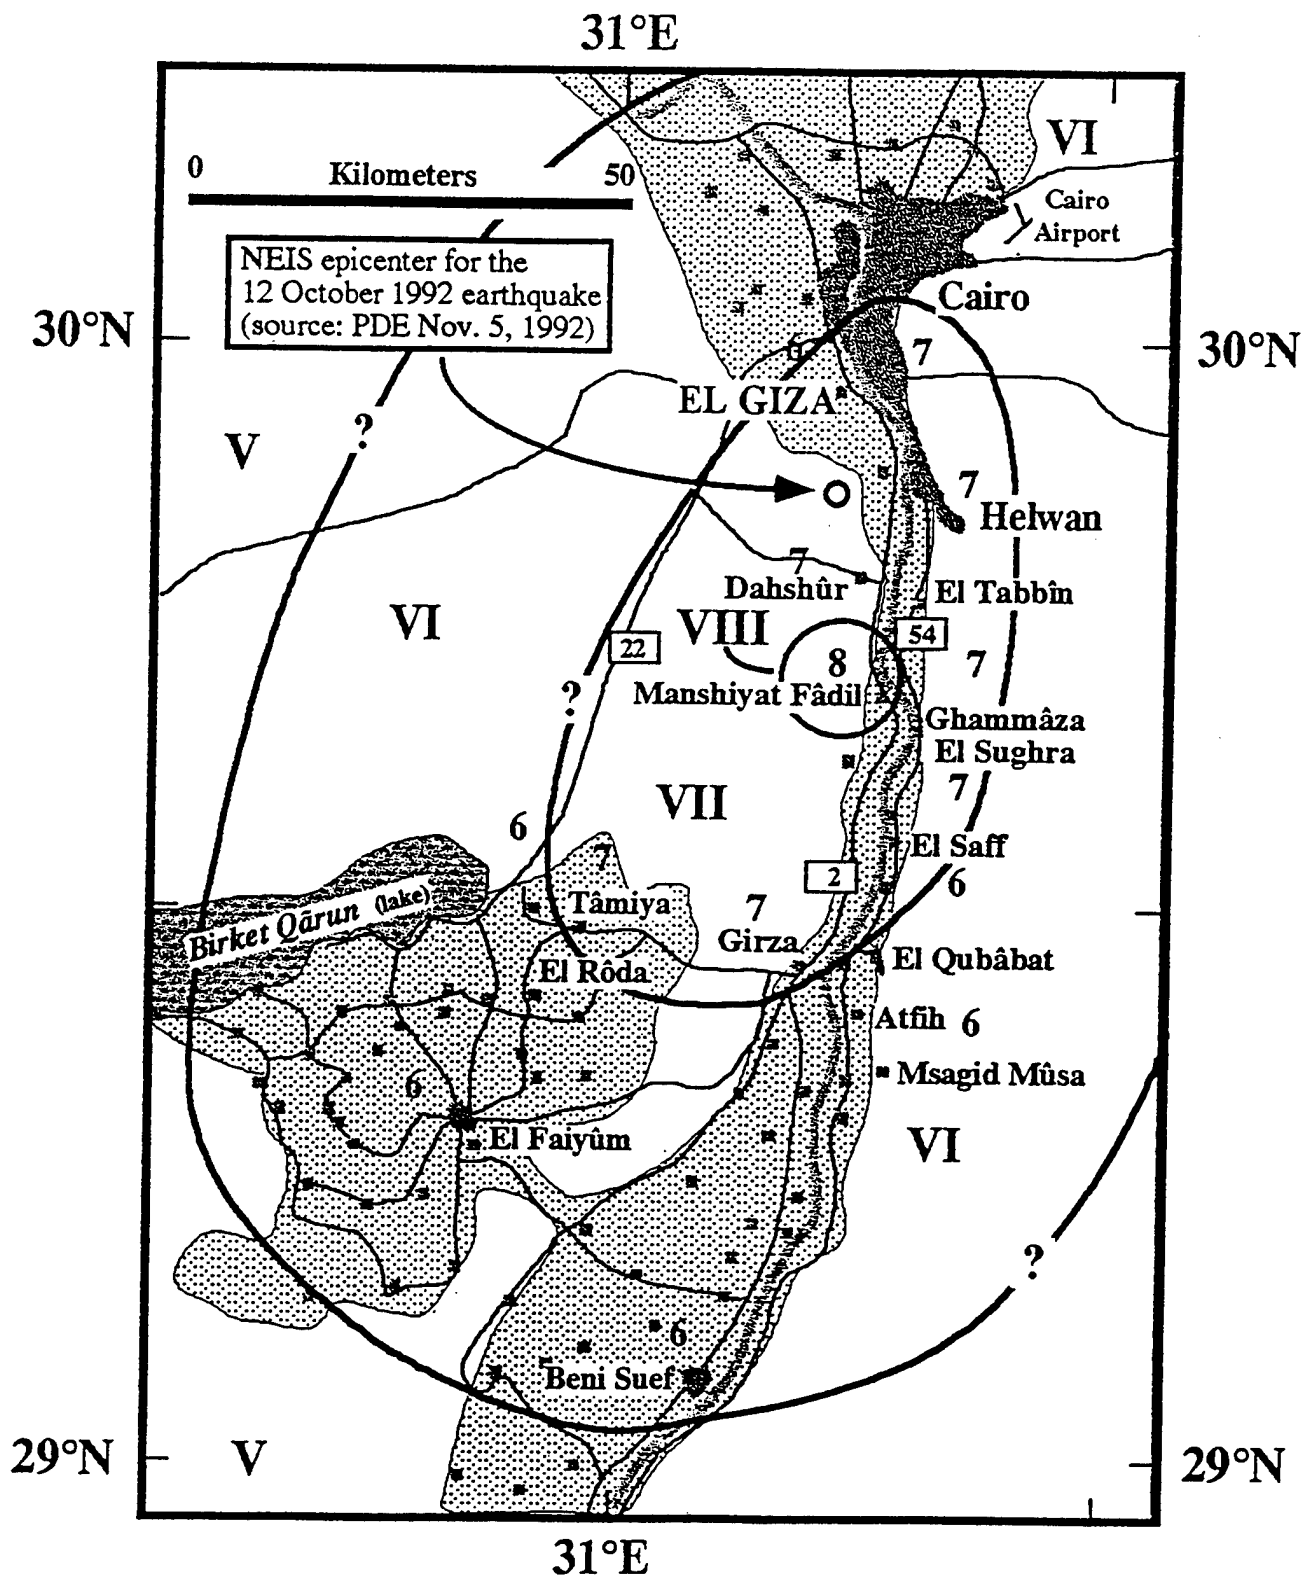 31°E
VI
0 Kilometers 50
Cairo
Airport
NEIS epicenter for the
12 October 1992 earthquake
(source: PDE Nov. 5, 1992)
Cairo
30°N
30°N
6
7
EL GIZA
?
V
7
Helwan
7
Dahshûr
El Tabbîn
VI
VIII
22
54
8
7
Manshiyat Fâdil
?
Ghammâza
El Sughra
7
VII
6
7
El Saff
2
6
Birket Qārun (lake)
Tâmiya
7
Girza
El Rôda
El Qubâbat
Atfih 6
Msagid Mûsa
6
El Faiyûm
VI
?
6
Beni Suef
29°N
V
29°N
31°E